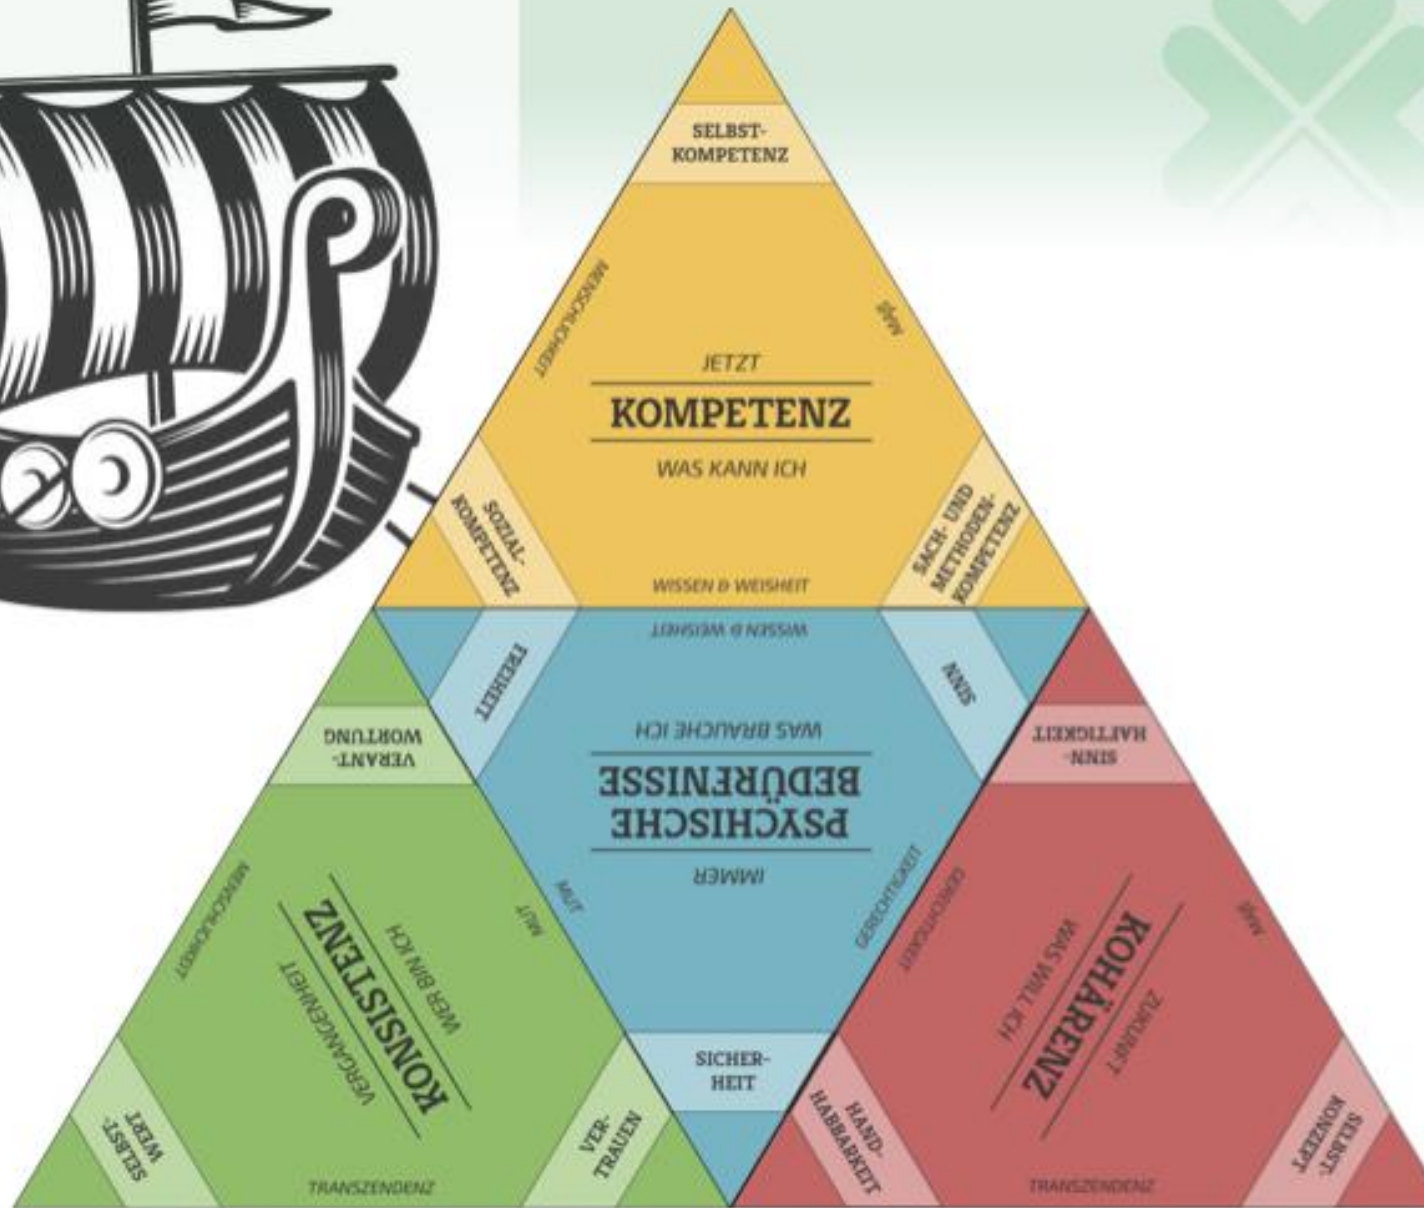 SELBST-
KOMPETENZ
MENSCHLICHKEIT
MAẞ
JETZT
KOMPETENZ
WAS KANN ICH
SOZIAL-
KOMPETENZ
SACH- UND
METHODEN-
KOMPETENZ
WISSEN & WEISHEIT
WISSEN & WEISHEIT
FREIHEIT
SINN
WAS BRAUCHE ICH
PSYCHISCHE
BEDÜRFNISSE
IMMER
MUT
GERECHTIGKEIT
SICHER-
HEIT
VERANT-
WORTUNG
MENSCHLICHKEIT
MUT
WER BIN ICH
KONSISTENZ
VERGANGENHEIT
SELBST-
WERT
VER-
TRAUEN
TRANSZENDENZ
SINN-
HAFTIGKEIT
GERECHTIGKEIT
MAẞ
WAS WILL ICH
KOHÄRENZ
ZUKUNFT
HAND-
HABBARKEIT
SELBST-
KONZEPT
TRANSZENDENZ